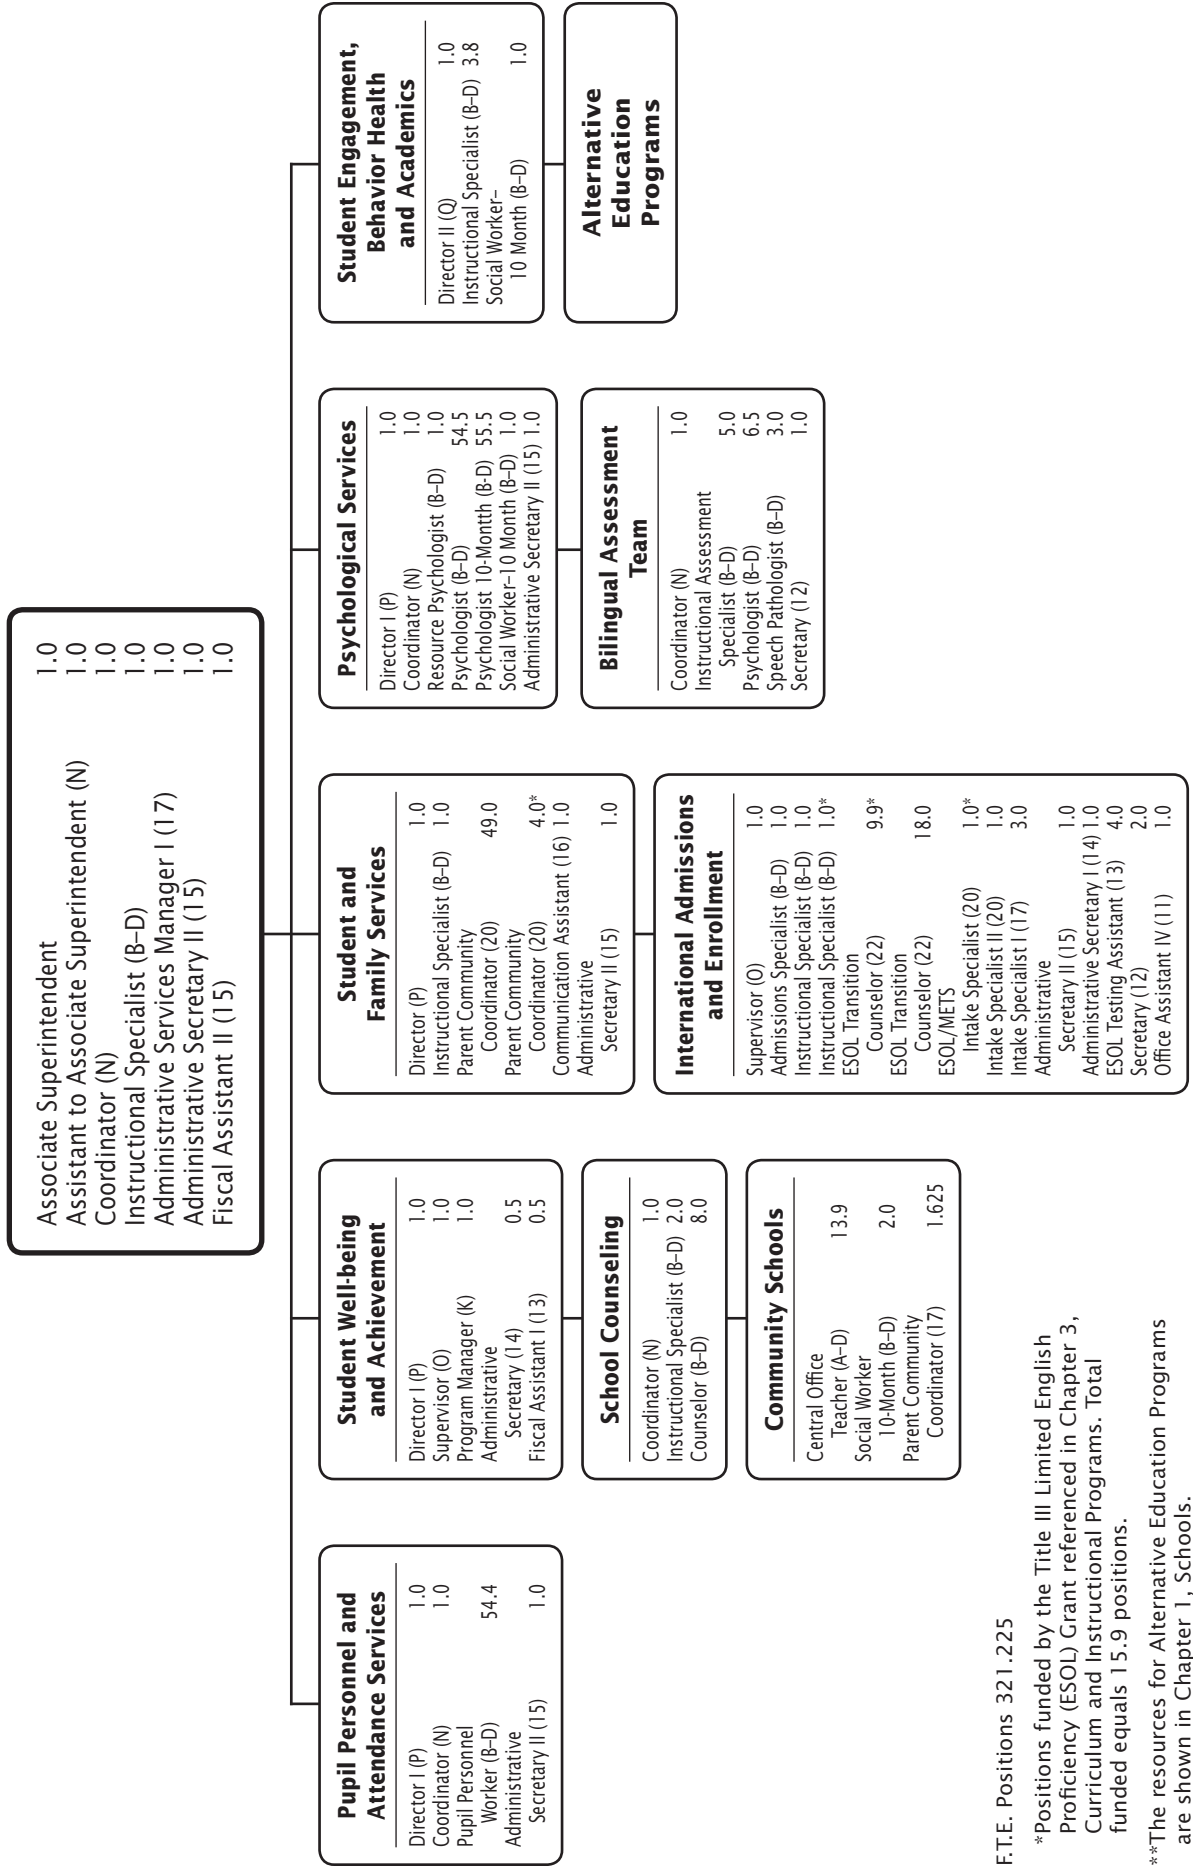 Associate Superintendent 1.0
Assistant to Associate Superintendent (N) 1.0
Coordinator (N) 1.0
Instructional Specialist (B–D) 1.0
Administrative Services Manager I (17) 1.0
Administrative Secretary II (15) 1.0
Fiscal Assistant II (15) 1.0
Pupil Personnel and
Attendance Services
Director I (P) 1.0
Coordinator (N) 1.0
Pupil Personnel
Worker (B–D) 54.4
Administrative
Secretary II (15) 1.0
Student Well-being
and Achievement
Director I (P) 1.0
Supervisor (O) 1.0
Program Manager (K) 1.0
Administrative
Secretary (14) 0.5
Fiscal Assistant I (13) 0.5
School Counseling
Coordinator (N) 1.0
Instructional Specialist (B–D) 2.0
Counselor (B–D) 8.0
Community Schools
Central Office
Teacher (A–D) 13.9
Social Worker
10-Month (B–D) 2.0
Parent Community
Coordinator (17) 1.625
Student and
Family Services
Director (P) 1.0
Instructional Specialist (B–D) 1.0
Parent Community
Coordinator (20) 49.0
Parent Community
Coordinator (20) 4.0*
Communication Assistant (16) 1.0
Administrative
Secretary II (15) 1.0
International Admissions
and Enrollment
Supervisor (O) 1.0
Admissions Specialist (B–D) 1.0
Instructional Specialist (B–D) 1.0
Instructional Specialist (B–D) 1.0*
ESOL Transition
Counselor (22) 9.9*
ESOL Transition
Counselor (22) 18.0
ESOL/METS
Intake Specialist (20) 1.0*
Intake Specialist II (20) 1.0
Intake Specialist I (17) 3.0
Administrative
Secretary II (15) 1.0
Administrative Secretary I (14) 1.0
ESOL Testing Assistant (13) 4.0
Secretary (12) 2.0
Office Assistant IV (11) 1.0
Psychological Services
Director I (P) 1.0
Coordinator (N) 1.0
Resource Psychologist (B–D) 1.0
Psychologist (B–D) 54.5
Psychologist 10-Montth (B-D) 55.5
Social Worker–10 Month (B–D) 1.0
Administrative Secretary II (15) 1.0
Bilingual Assessment
Team
Coordinator (N) 1.0
Instructional Assessment
Specialist (B–D) 5.0
Psychologist (B–D) 6.5
Speech Pathologist (B–D) 3.0
Secretary (12) 1.0
Student Engagement,
Behavior Health
and Academics
Director II (Q) 1.0
Instructional Specialist (B–D) 3.8
Social Worker–
10 Month (B–D) 1.0
Alternative
Education
Programs
F.T.E. Positions 321.225
*Positions funded by the Title III Limited English
Proficiency (ESOL) Grant referenced in Chapter 3,
Curriculum and Instructional Programs. Total
funded equals 15.9 positions.
**The resources for Alternative Education Programs
are shown in Chapter 1, Schools.